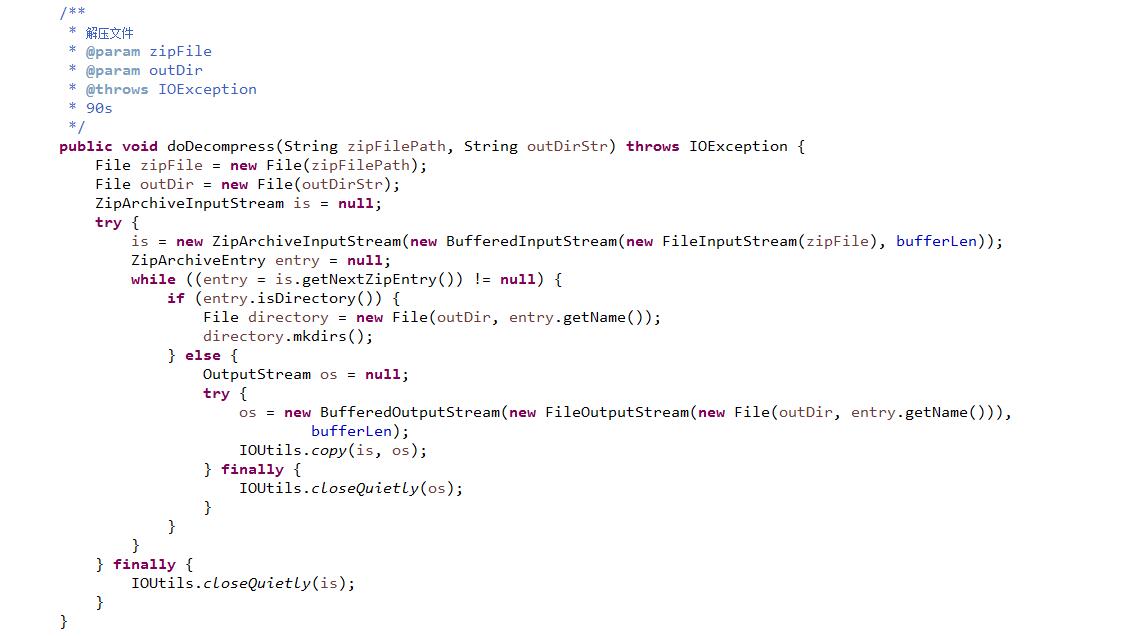 /**
 * 解压文件
 * @param zipFile
 * @param outDir
 * @throws IOException
 * 90s
 */
public void doDecompress(String zipFilePath, String outDirStr) throws IOException {
    File zipFile = new File(zipFilePath);
    File outDir = new File(outDirStr);
    ZipArchiveInputStream is = null;
    try {
        is = new ZipArchiveInputStream(new BufferedInputStream(new FileInputStream(zipFile), bufferLen));
        ZipArchiveEntry entry = null;
        while ((entry = is.getNextZipEntry()) != null) {
            if (entry.isDirectory()) {
                File directory = new File(outDir, entry.getName());
                directory.mkdirs();
            } else {
                OutputStream os = null;
                try {
                    os = new BufferedOutputStream(new FileOutputStream(new File(outDir, entry.getName())),
                            bufferLen);
                    IOUtils.copy(is, os);
                } finally {
                    IOUtils.closeQuietly(os);
                }
            }
        }
    } finally {
        IOUtils.closeQuietly(is);
    }
}